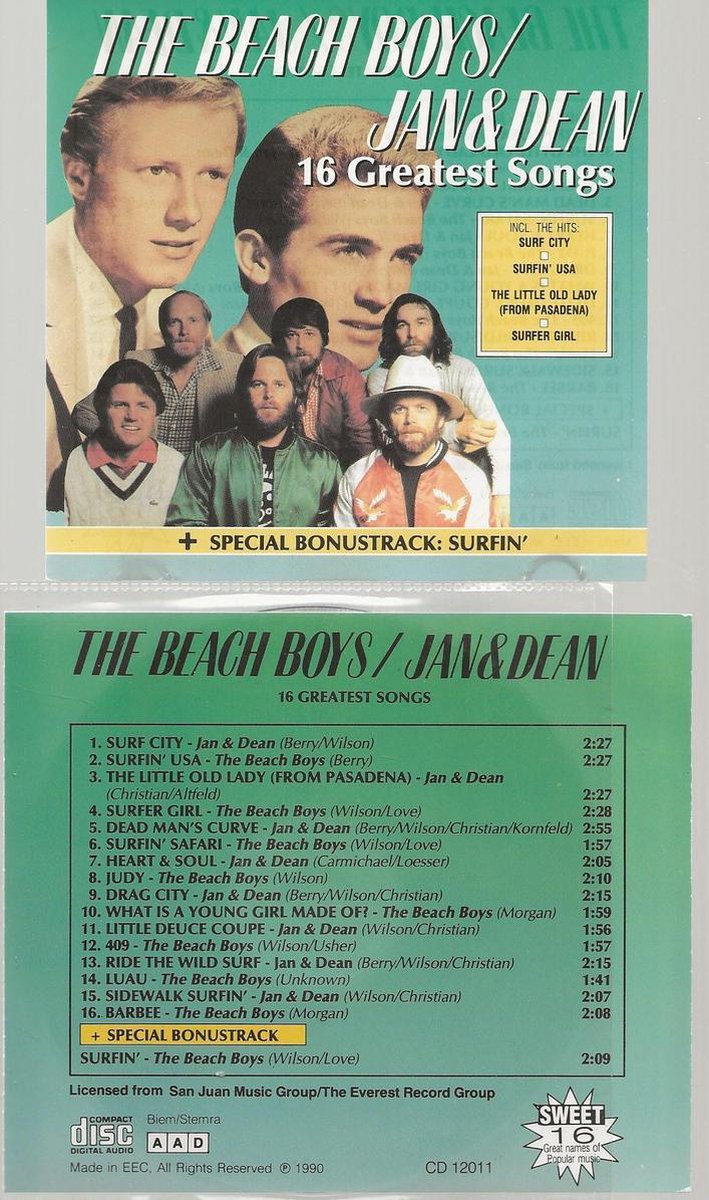 THE BEACH BOYS/
JAN&DEAN
16 Greatest Songs
INCL. THE HITS:
SURF CITY
SURFIN' USA
THE LITTLE OLD LADY
(FROM PASADENA)
SURFER GIRL
+ SPECIAL BONUSTRACK: SURFIN'
THE BEACH BOYS/ JAN&DEAN
16 GREATEST SONGS
1. SURF CITY - Jan & Dean (Berry/Wilson) 2:27
2. SURFIN' USA - The Beach Boys (Berry) 2:27
3. THE LITTLE OLD LADY (FROM PASADENA) - Jan & Dean
(Christian/Altfeld) 2:27
4. SURFER GIRL - The Beach Boys (Wilson/Love) 2:28
5. DEAD MAN'S CURVE - Jan & Dean (Berry/Wilson/Christian/Kornfeld) 2:55
6. SURFIN' SAFARI - The Beach Boys (Wilson/Love) 1:57
7. HEART & SOUL - Jan & Dean (Carmichael/Loesser) 2:05
8. JUDY - The Beach Boys (Wilson) 2:10
9. DRAG CITY - Jan & Dean (Berry/Wilson/Christian) 2:15
10. WHAT IS A YOUNG GIRL MADE OF? - The Beach Boys (Morgan) 1:59
11. LITTLE DEUCE COUPE - Jan & Dean (Wilson/Christian) 1:56
12. 409 - The Beach Boys (Wilson/Usher) 1:57
13. RIDE THE WILD SURF - Jan & Dean (Berry/Wilson/Christian) 2:15
14. LUAU - The Beach Boys (Unknown) 1:41
15. SIDEWALK SURFIN' - Jan & Dean (Wilson/Christian) 2:07
16. BARBEE - The Beach Boys (Morgan) 2:08
+ SPECIAL BONUSTRACK
SURFIN' - The Beach Boys (Wilson/Love) 2:09
Licensed from San Juan Music Group/The Everest Record Group
COMPACT
disc
DIGITAL AUDIO
Biem/Stemra
A A D
Made in EEC, All Rights Reserved ℗ 1990 CD 12011
SWEET
16
Great names of
Popular music